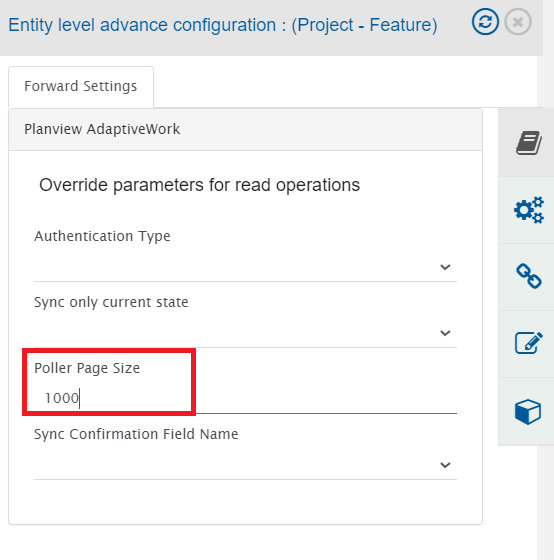 Entity level advance configuration : (Project - Feature)
Forward Settings
Planview AdaptiveWork
Override parameters for read operations
Authentication Type
Sync only current state
Poller Page Size
1000
Sync Confirmation Field Name